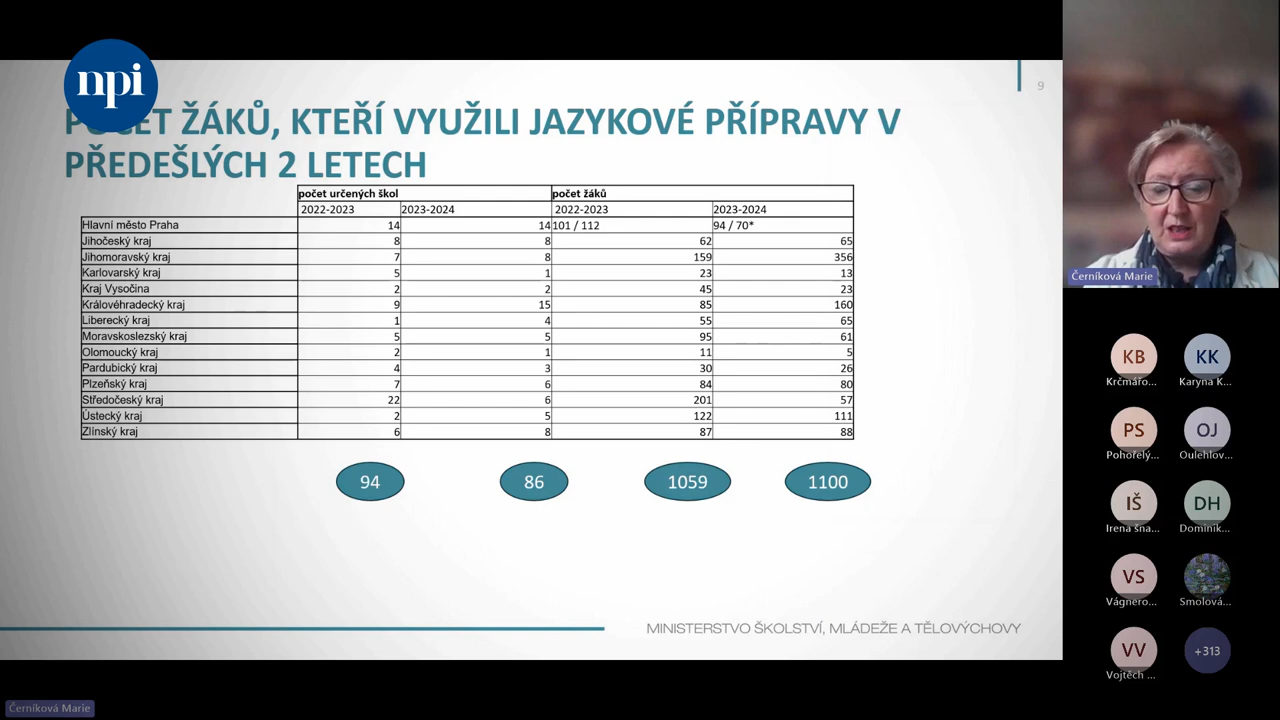 npi
9
POČET ŽÁKŮ, KTEŘÍ VYUŽILI JAZYKOVÉ PŘÍPRAVY V
PŘEDEŠLÝCH 2 LETECH
počet určených škol počet žáků
2022-2023 2023-2024 2022-2023 2023-2024
Hlavní město Praha 14 14 101 / 112 94 / 70*
Jihočeský kraj 8 8 62 65
Jihomoravský kraj 7 8 159 356
Karlovarský kraj 5 1 23 13
Kraj Vysočina 2 2 45 23
Královéhradecký kraj 9 15 85 160
Liberecký kraj 1 4 55 65
Moravskoslezský kraj 5 5 95 61
Olomoucký kraj 2 1 11 5
Pardubický kraj 4 3 30 26
Plzeňský kraj 7 6 84 80
Středočeský kraj 22 6 201 57
Ústecký kraj 2 5 122 111
Zlínský kraj 6 8 87 88
94 86 1059 1100
MINISTERSTVO ŠKOLSTVÍ, MLÁDEŽE A TĚLOVÝCHOVY
Černíková Marie
KB KK
Krčmářo... Karyna K...
PS OJ
Pohořelý... Oulehlov...
IŠ DH
Irena šna... Dominik...
VS
Vágnero... Smolová...
VV +313
Vojtěch ...
Černíková Marie